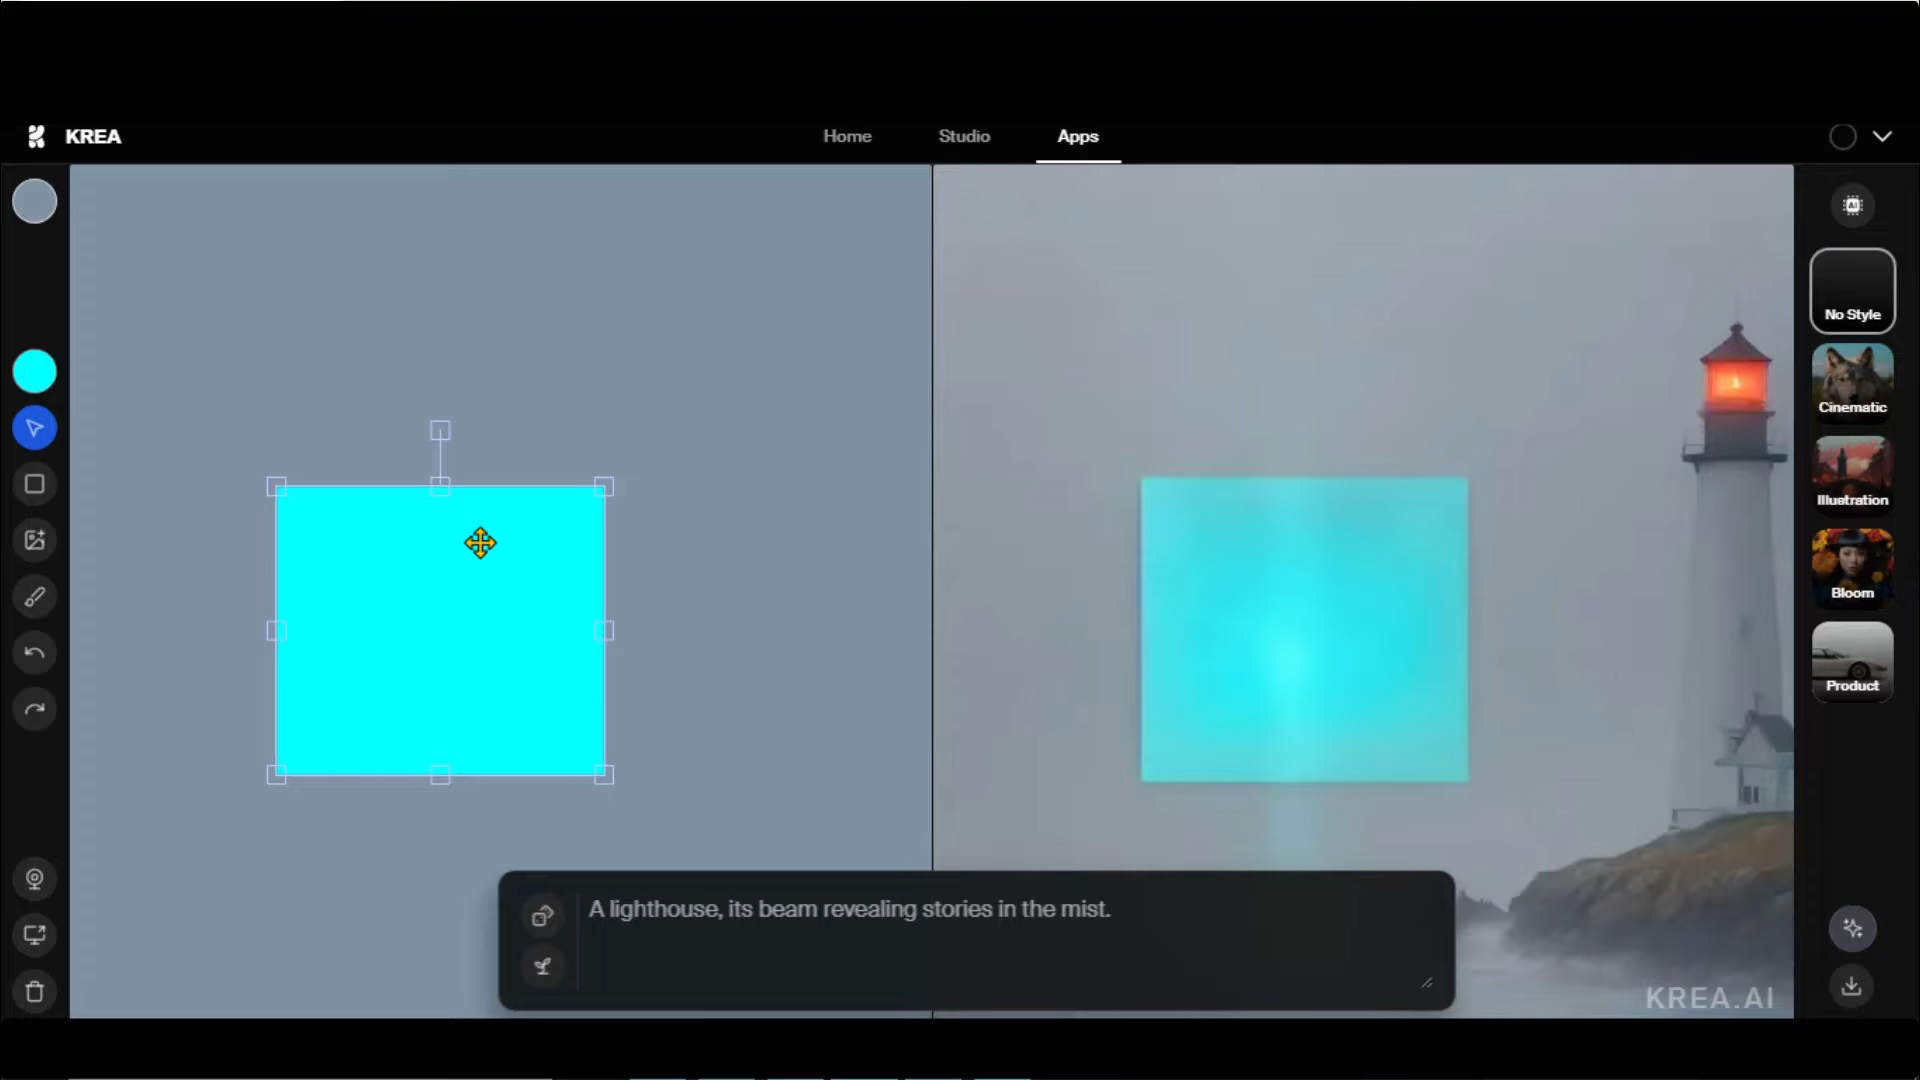 KREA
Home
Studio
Apps
No Style
Cinematic
Illustration
Bloom
Product
A lighthouse, its beam revealing stories in the mist.
KREA.AI
AI